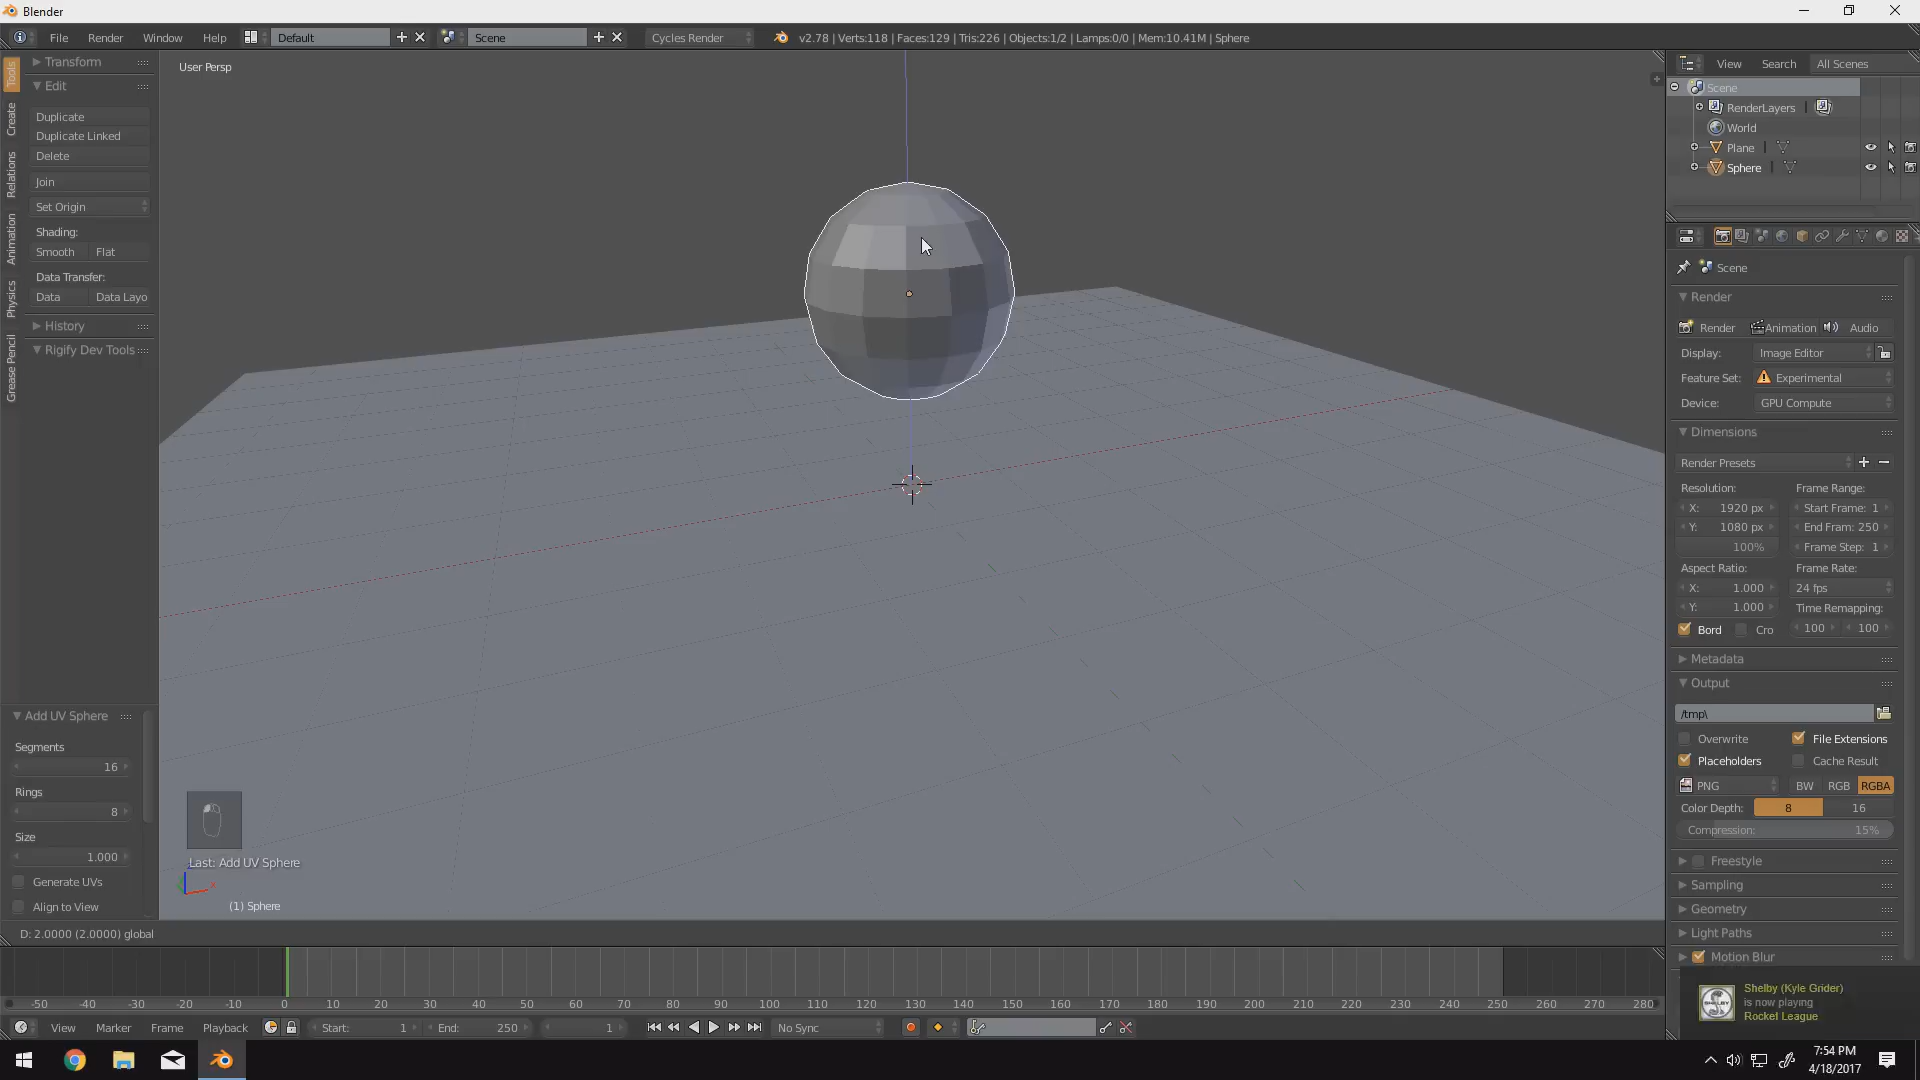 Blender
File Render Window Help Default Scene Cycles Render v2.78 | Verts:118 | Faces:129 | Tris:226 | Objects:1/2 | Lamps:0/0 | Mem:10.41M | Sphere
Tools
Create
Relations
Animation
Physics
Grease Pencil
Transform
Edit
Duplicate
Duplicate Linked
Delete
Join
Set Origin
Shading:
Smooth Flat
Data Transfer:
Data Data Layo
History
Rigify Dev Tools
Add UV Sphere
Segments
16
Rings
8
Size
1.000
Generate UVs
Align to View
User Persp
Last: Add UV Sphere
x
(1) Sphere
D: 2.0000 (2.0000) global
View Search All Scenes
Scene
RenderLayers |
World
Plane |
Sphere |
Scene
Render
Render Animation Audio
Display: Image Editor
Feature Set: Experimental
Device: GPU Compute
Dimensions
Render Presets
Resolution: Frame Range:
X: 1920 px Start Frame: 1
Y: 1080 px End Fram: 250
100% Frame Step: 1
Aspect Ratio: Frame Rate:
X: 1.000 24 fps
Y: 1.000 Time Remapping:
Bord Cro 100 100
Metadata
Output
/tmp\
Overwrite File Extensions
Placeholders Cache Result
PNG BW RGB RGBA
Color Depth: 8 16
Compression: 15%
Freestyle
Sampling
Geometry
Light Paths
Motion Blur
Shelby (Kyle Grider)
is now playing
Rocket League
-50 -40 -30 -20 -10 0 10 20 30 40 50 60 70 80 90 100 110 120 130 140 150 160 170 180 190 200 210 220 230 240 250 260 270 280
View Marker Frame Playback Start: 1 End: 250 1 No Sync
7:54 PM
4/18/2017